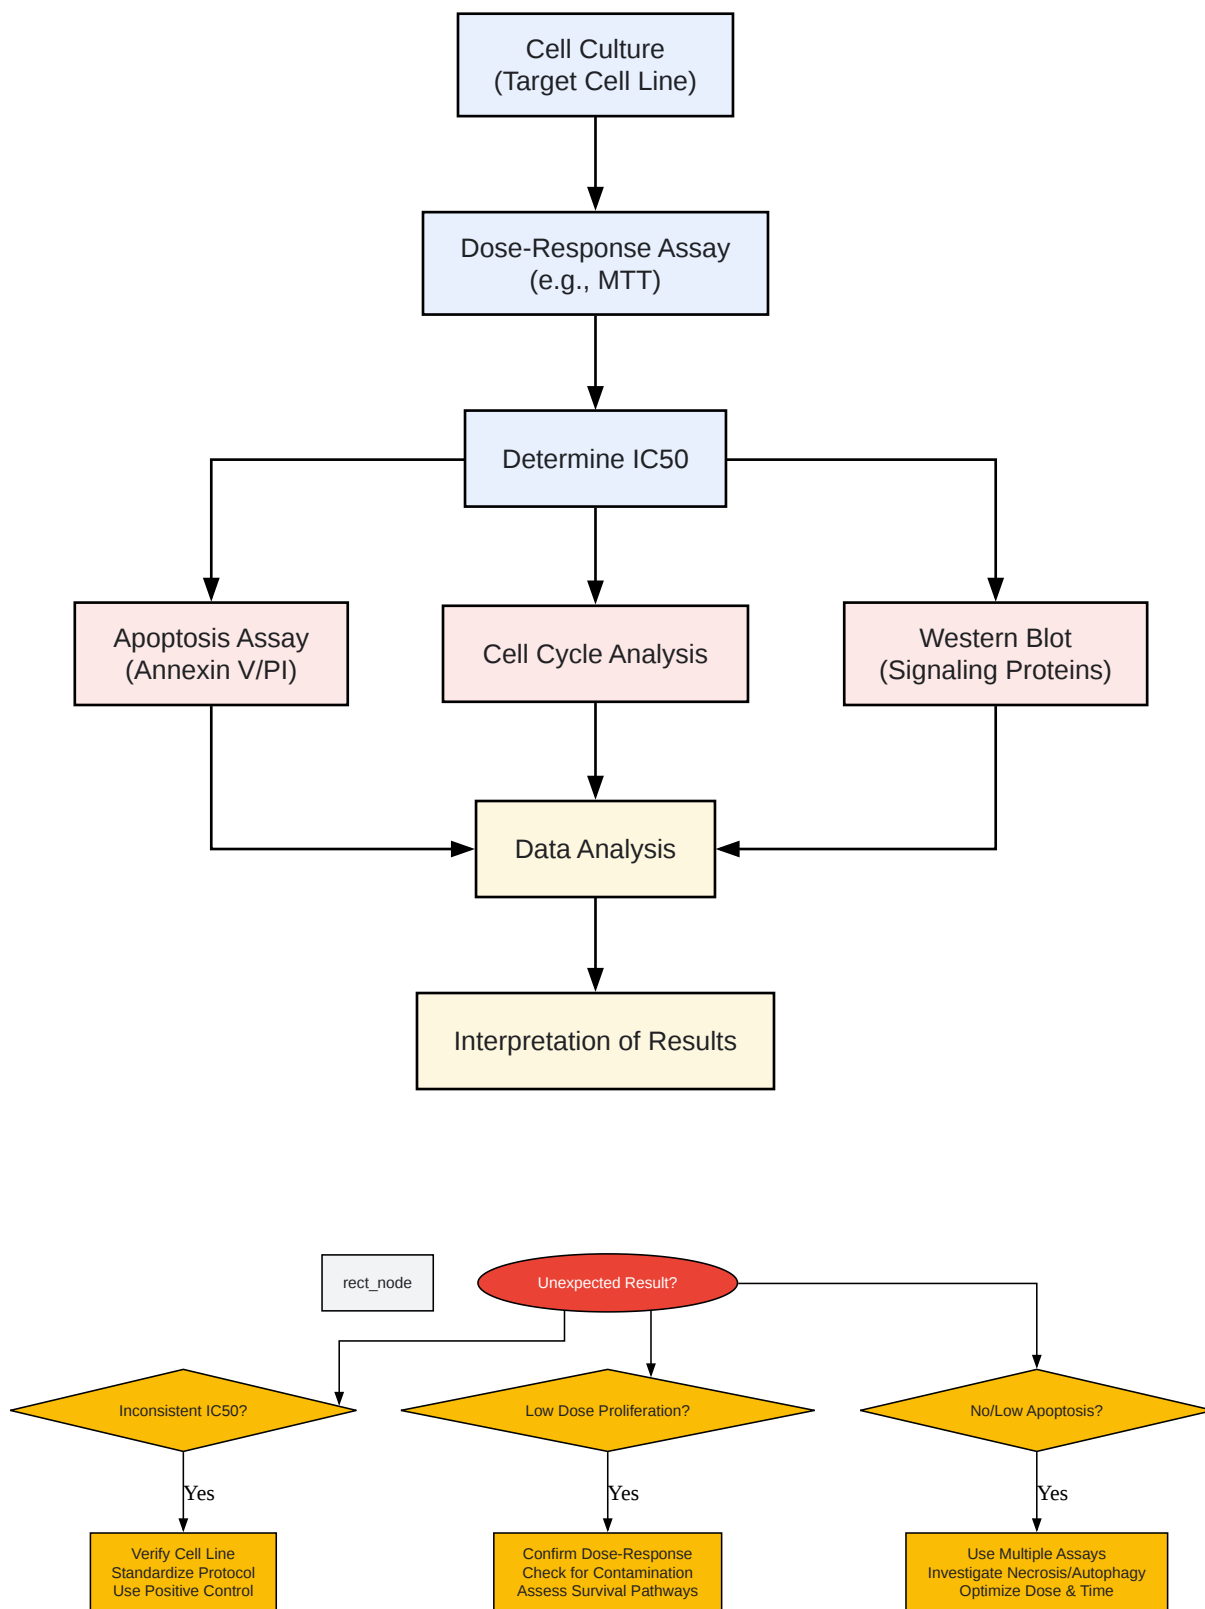 Cell Culture
(Target Cell Line)
Dose-Response Assay
(e.g., MTT)
Determine IC50
Apoptosis Assay
(Annexin V/PI)
Cell Cycle Analysis
Western Blot
(Signaling Proteins)
Data Analysis
Interpretation of Results
rect_node
Unexpected Result?
Inconsistent IC50?
Low Dose Proliferation?
No/Low Apoptosis?
Yes
Yes
Yes
Verify Cell Line
Standardize Protocol
Use Positive Control
Confirm Dose-Response
Check for Contamination
Assess Survival Pathways
Use Multiple Assays
Investigate Necrosis/Autophagy
Optimize Dose & Time